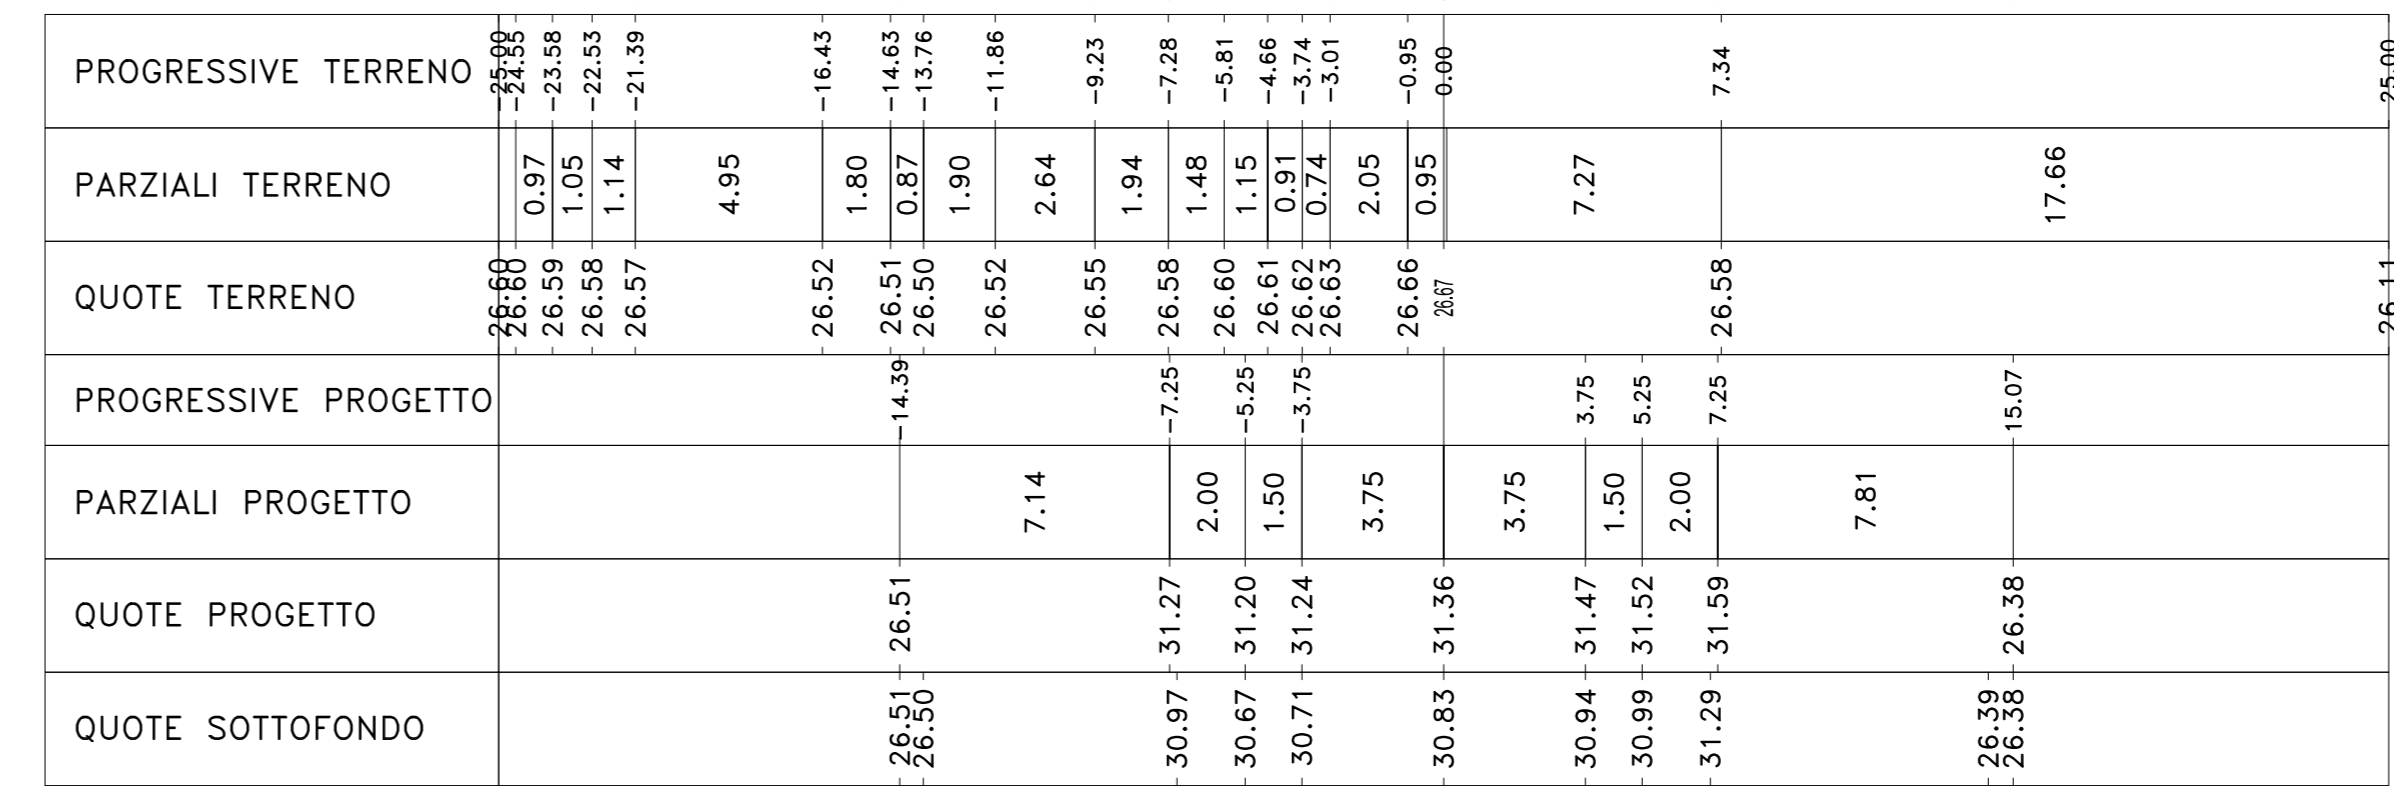 PROGRESSIVE TERRENO -25.00 -24.55 -23.58 -22.53 -21.39 -16.43 -14.63 -13.76 -11.86 -9.23 -7.28 -5.81 -4.66 -3.74 -3.01 -0.95 0.00 7.34 25.00
PARZIALI TERRENO 0.97 1.05 1.14 4.95 1.80 0.87 1.90 2.64 1.94 1.48 1.15 0.91 0.74 2.05 0.95 7.27 17.66
QUOTE TERRENO 26.60 26.60 26.59 26.58 26.57 26.52 26.51 26.50 26.52 26.55 26.58 26.60 26.61 26.62 26.63 26.66 26.67 26.58 26.11
PROGRESSIVE PROGETTO -14.39 -7.25 -5.25 -3.75 3.75 5.25 7.25 15.07
PARZIALI PROGETTO 7.14 2.00 1.50 3.75 3.75 1.50 2.00 7.81
QUOTE PROGETTO 26.51 31.27 31.20 31.24 31.36 31.47 31.52 31.59 26.38
QUOTE SOTTOFONDO 26.51 26.50 30.97 30.67 30.71 30.83 30.94 30.99 31.29 26.39 26.38